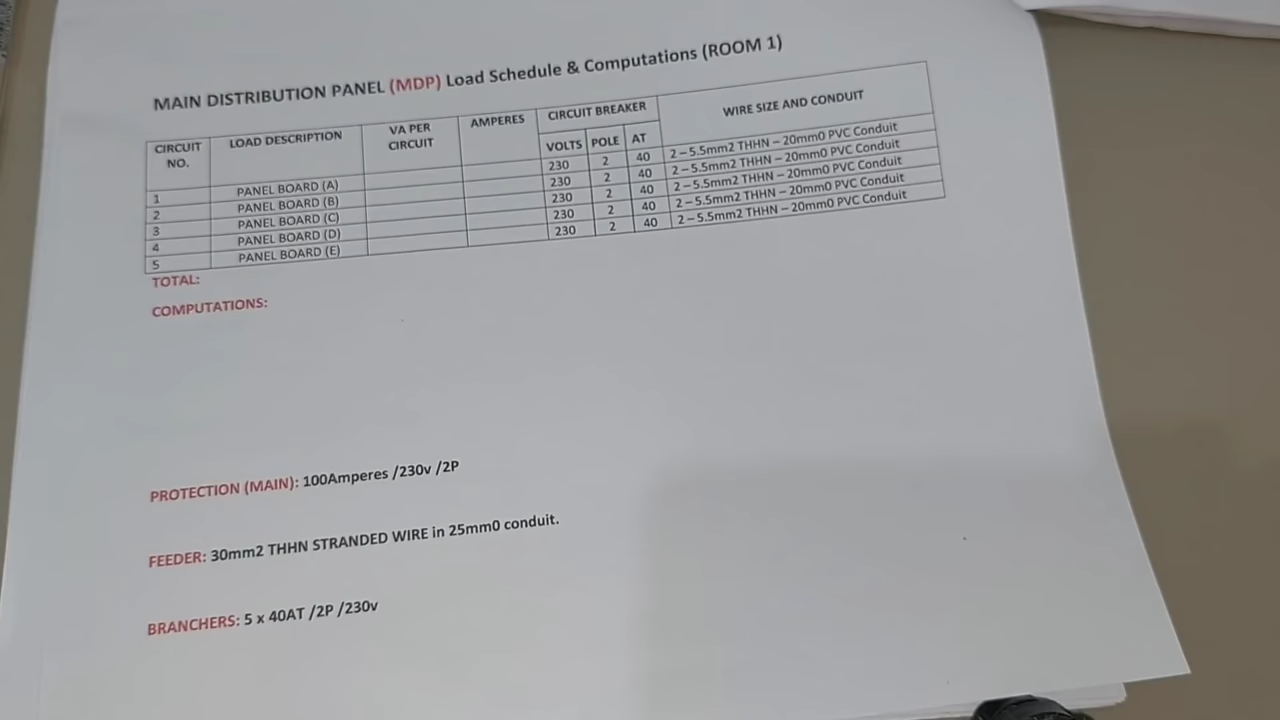 MAIN DISTRIBUTION PANEL (MDP) Load Schedule & Computations (ROOM 1)
CIRCUIT NO. LOAD DESCRIPTION VA PER CIRCUIT AMPERES CIRCUIT BREAKER WIRE SIZE AND CONDUIT
VOLTS POLE AT
1 PANEL BOARD (A) 230 2 40 2 – 5.5mm2 THHN – 20mm0 PVC Conduit
2 PANEL BOARD (B) 230 2 40 2 – 5.5mm2 THHN – 20mm0 PVC Conduit
3 PANEL BOARD (C) 230 2 40 2 – 5.5mm2 THHN – 20mm0 PVC Conduit
4 PANEL BOARD (D) 230 2 40 2 – 5.5mm2 THHN – 20mm0 PVC Conduit
5 PANEL BOARD (E) 230 2 40 2 – 5.5mm2 THHN – 20mm0 PVC Conduit
TOTAL:
COMPUTATIONS:
PROTECTION (MAIN): 100Amperes /230v /2P
FEEDER: 30mm2 THHN STRANDED WIRE in 25mm0 conduit.
BRANCHERS: 5 x 40AT /2P /230v